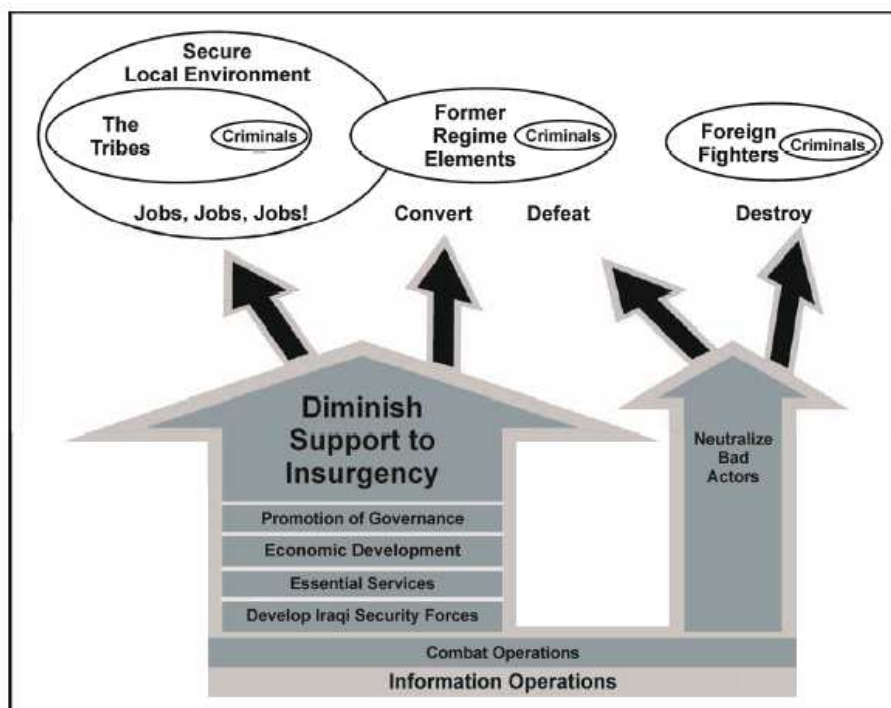 Secure
Local Environment
The
Tribes
Criminals
Jobs, Jobs, Jobs!
Former
Regime
Elements
Criminals
Convert
Defeat
Foreign
Fighters
Criminals
Destroy
Diminish
Support to
Insurgency
Promotion of Governance
Economic Development
Essential Services
Develop Iraqi Security Forces
Neutralize
Bad
Actors
Combat Operations
Information Operations